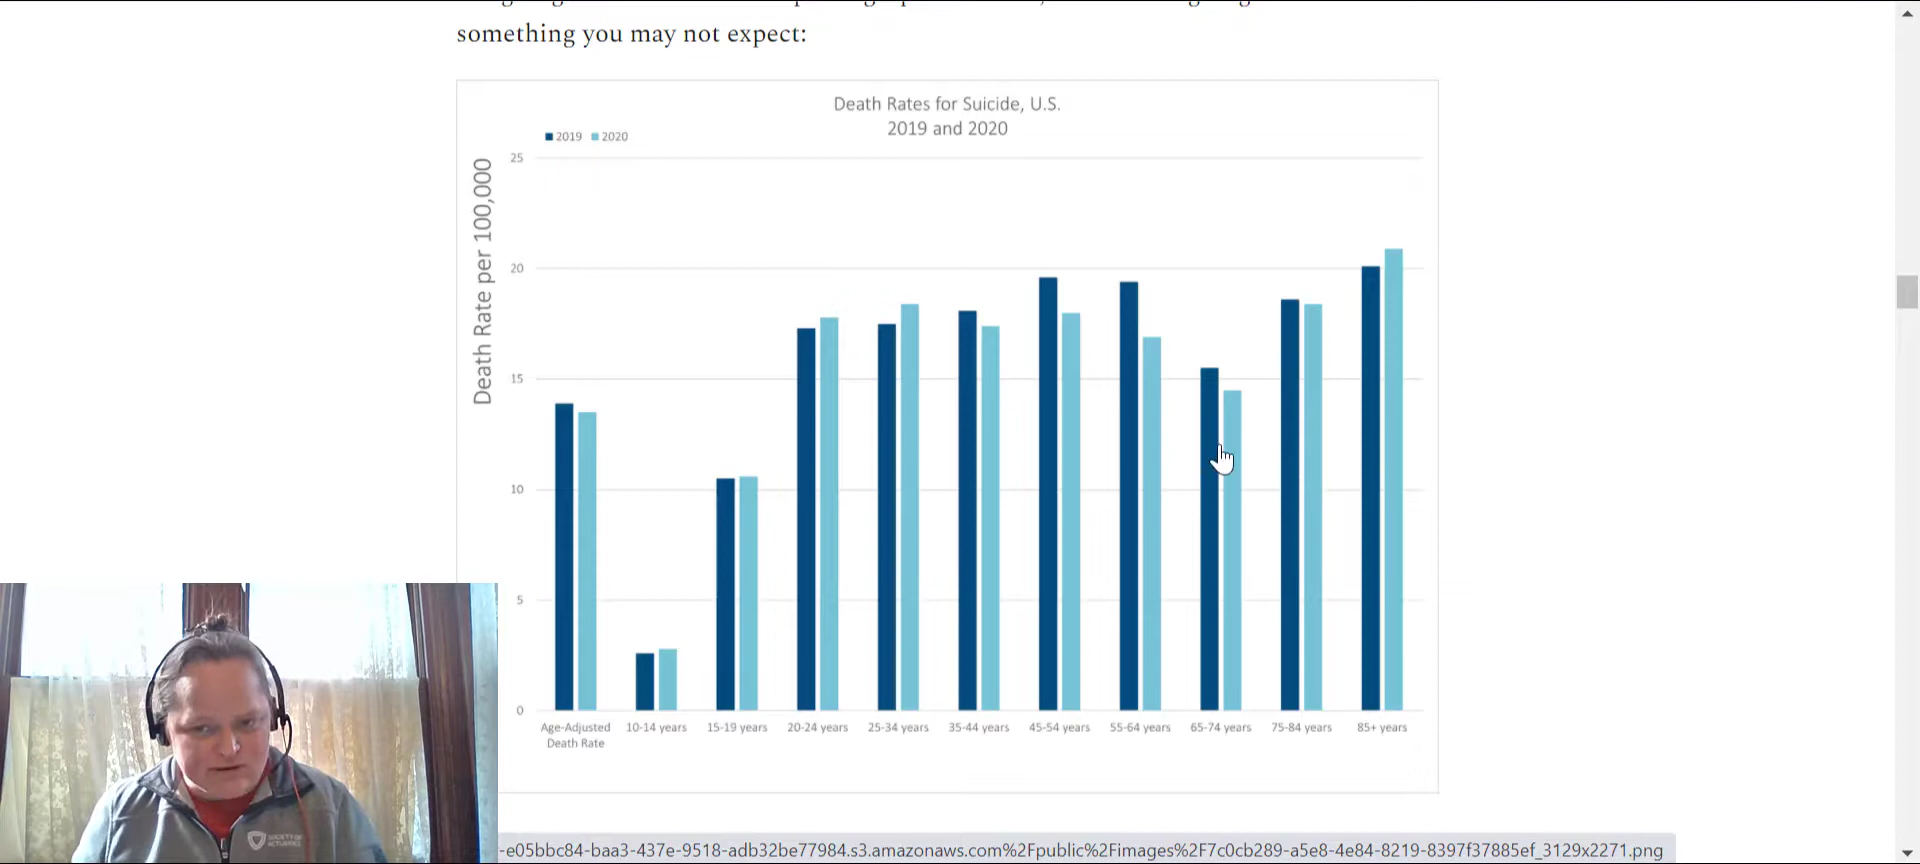 something you may not expect:
Death Rates for Suicide, U.S.
2019 and 2020
2019 2020
Death Rate per 100,000
25
20
15
10
5
0
Age-Adjusted Death Rate
10-14 years
15-19 years
20-24 years
25-34 years
35-44 years
45-54 years
55-64 years
65-74 years
75-84 years
85+ years
SOCIETY OF
ACTUARIES
-e05bbc84-baa3-437e-9518-adb32be77984.s3.amazonaws.com%2Fpublic%2Fimages%2F7c0cb289-a5e8-4e84-8219-8397f37885ef_3129x2271.png